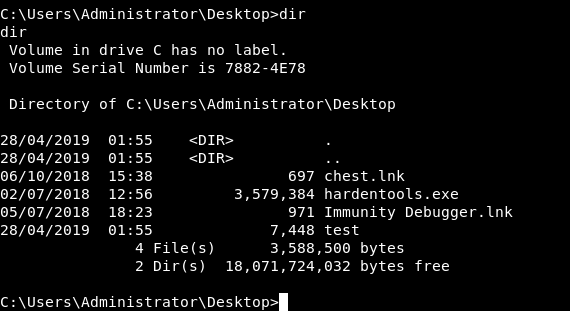 C:\Users\Administrator\Desktop>dir
dir
 Volume in drive C has no label.
 Volume Serial Number is 7882-4E78

 Directory of C:\Users\Administrator\Desktop

28/04/2019  01:55    <DIR>          .
28/04/2019  01:55    <DIR>          ..
06/10/2018  15:38               697 chest.lnk
02/07/2018  12:56         3,579,384 hardentools.exe
05/07/2018  18:23               971 Immunity Debugger.lnk
28/04/2019  01:55             7,448 test
               4 File(s)      3,588,500 bytes
               2 Dir(s)  18,071,724,032 bytes free

C:\Users\Administrator\Desktop>